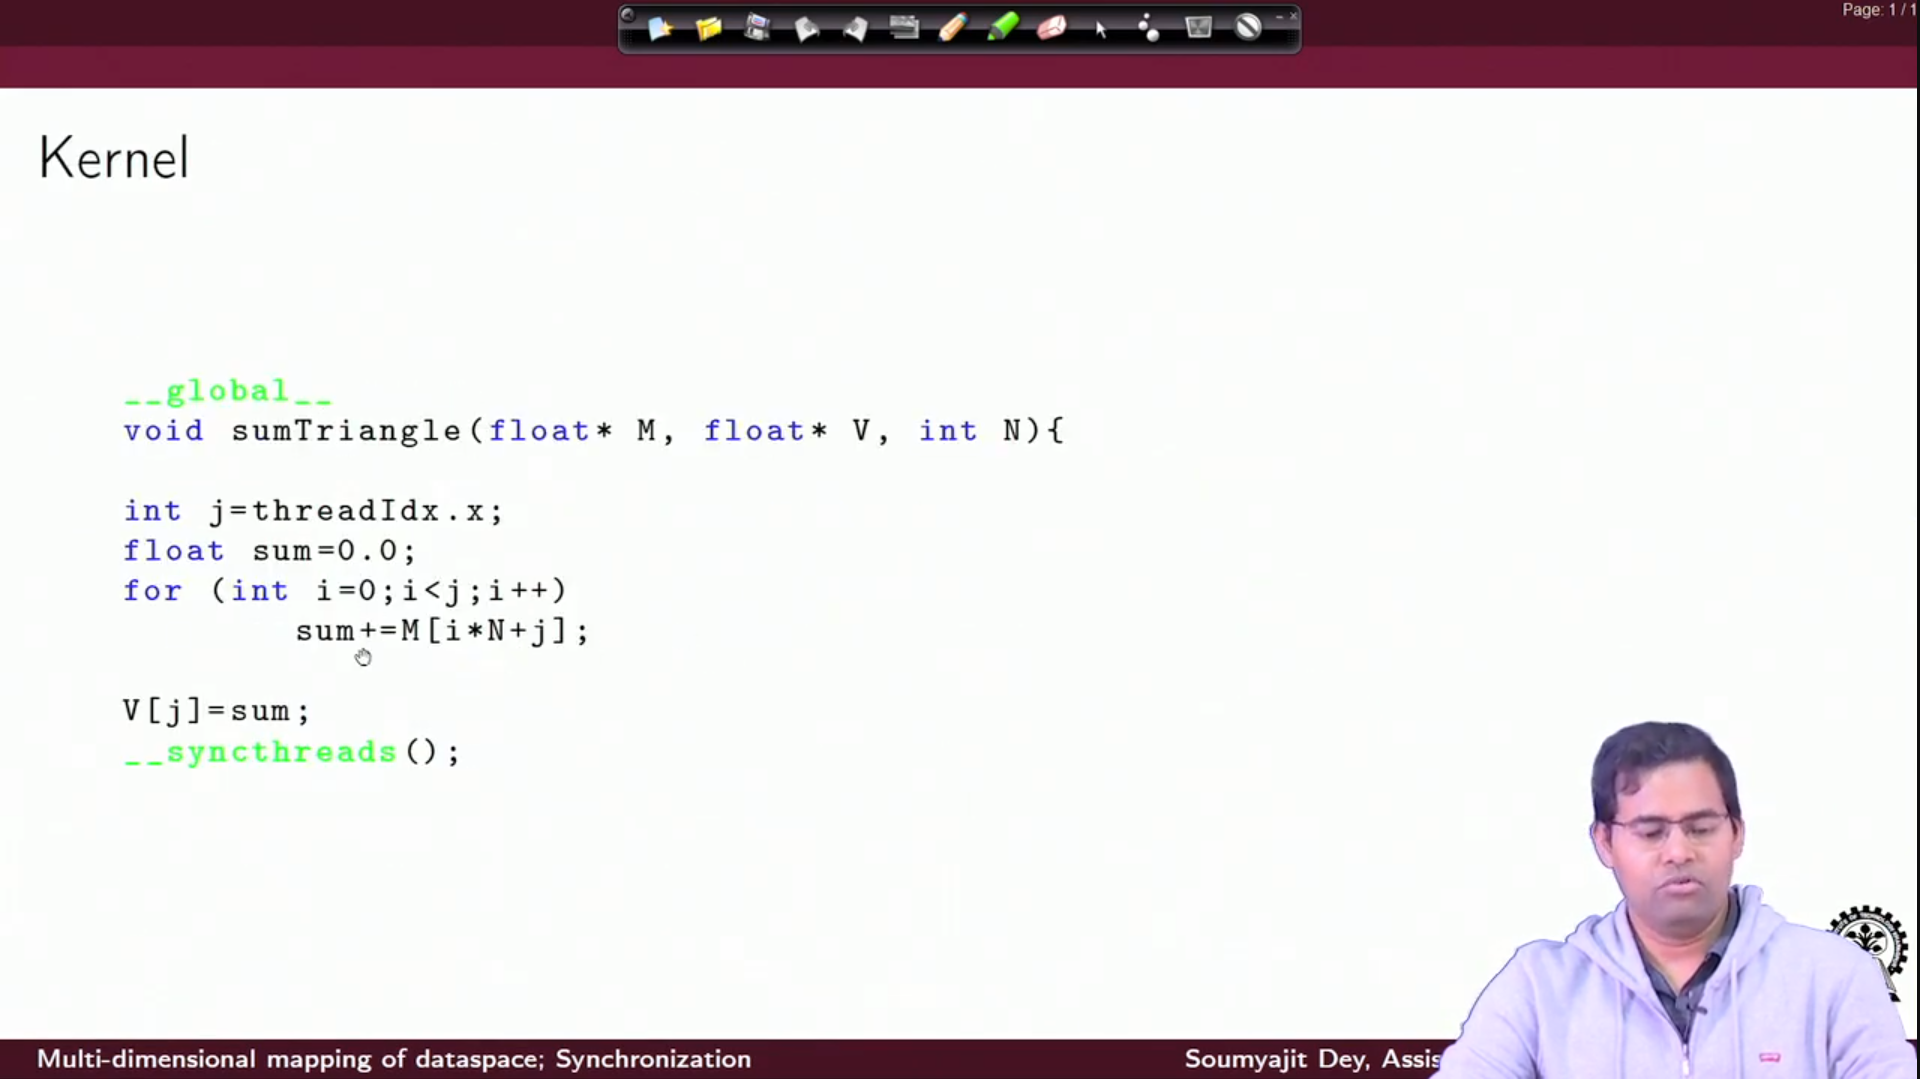 Page: 1 / 1
Kernel
__global__
void sumTriangle(float* M, float* V, int N){
int j=threadIdx.x;
float sum=0.0;
for (int i=0;i<j;i++)
sum+=M[i*N+j];
V[j]=sum;
__syncthreads();
Multi-dimensional mapping of dataspace; Synchronization
Soumyajit Dey, Assis